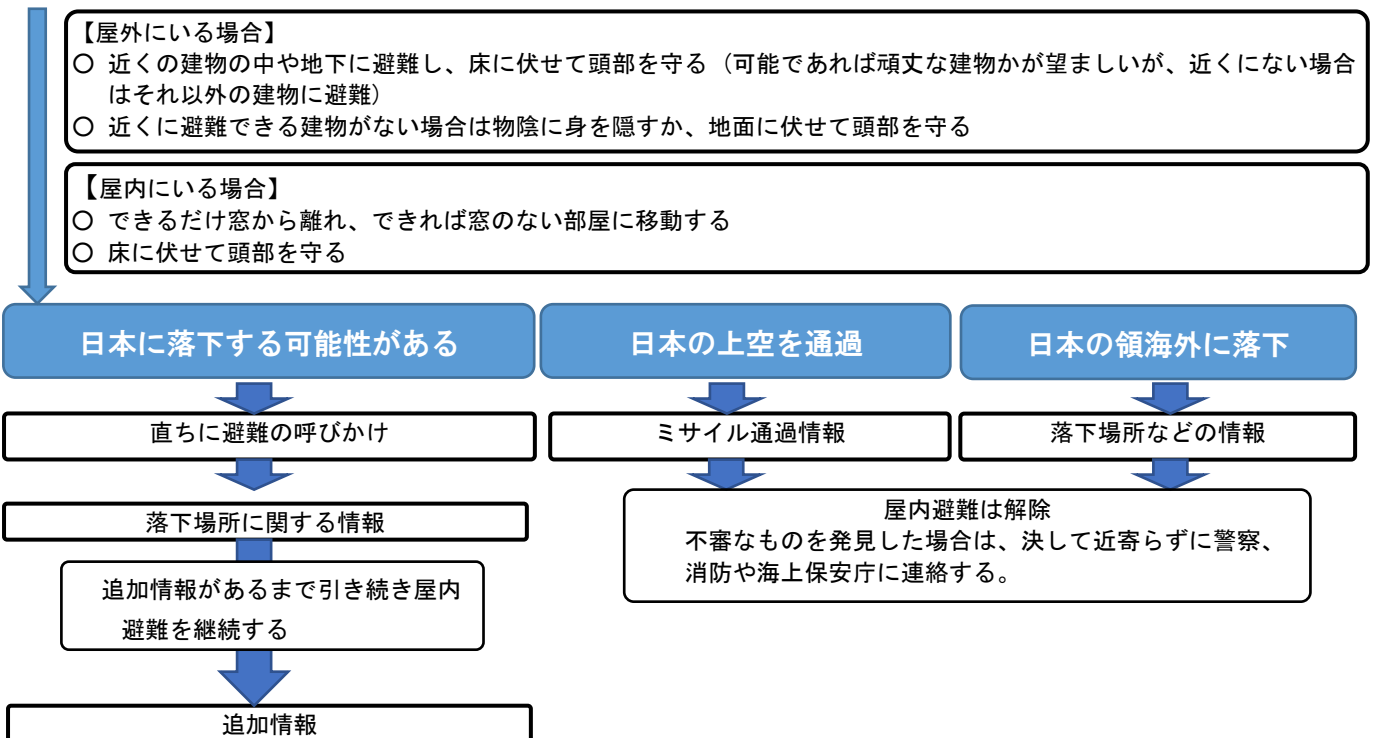 【屋外にいる場合】
○ 近くの建物の中や地下に避難し、床に伏せて頭部を守る（可能であれば頑丈な建物かが望ましいが、近くにない場合
はそれ以外の建物に避難）
○ 近くに避難できる建物がない場合は物陰に身を隠すか、地面に伏せて頭部を守る
【屋内にいる場合】
○ できるだけ窓から離れ、できれば窓のない部屋に移動する
○ 床に伏せて頭部を守る
日本に落下する可能性がある
日本の上空を通過
日本の領海外に落下
直ちに避難の呼びかけ
ミサイル通過情報
落下場所などの情報
落下場所に関する情報
屋内避難は解除
不審なものを発見した場合は、決して近寄らずに警察、
消防や海上保安庁に連絡する。
追加情報があるまで引き続き屋内
避難を継続する
追加情報